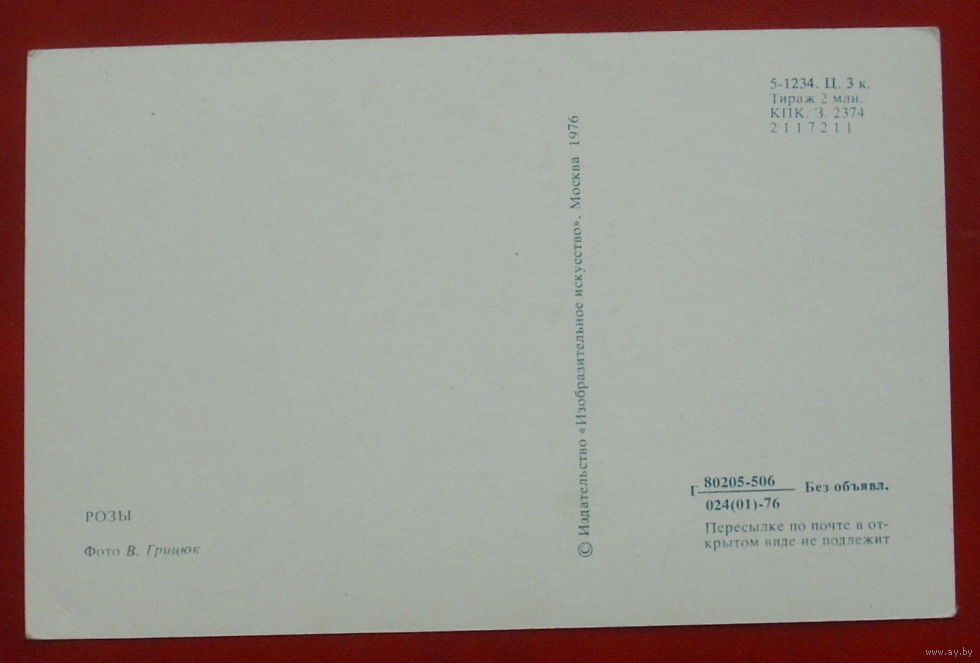 5-1234. Ц. 3 к.
Тираж 2 млн.
КПК. З. 2374
2117211
© Издательство «Изобразительное искусство». Москва 1976
Г 80205-506
024(01)-76
Без объявл.
Пересылке по почте в от-
крытом виде не подлежит
РОЗЫ
Фото В. Грицюк
www.ay.by